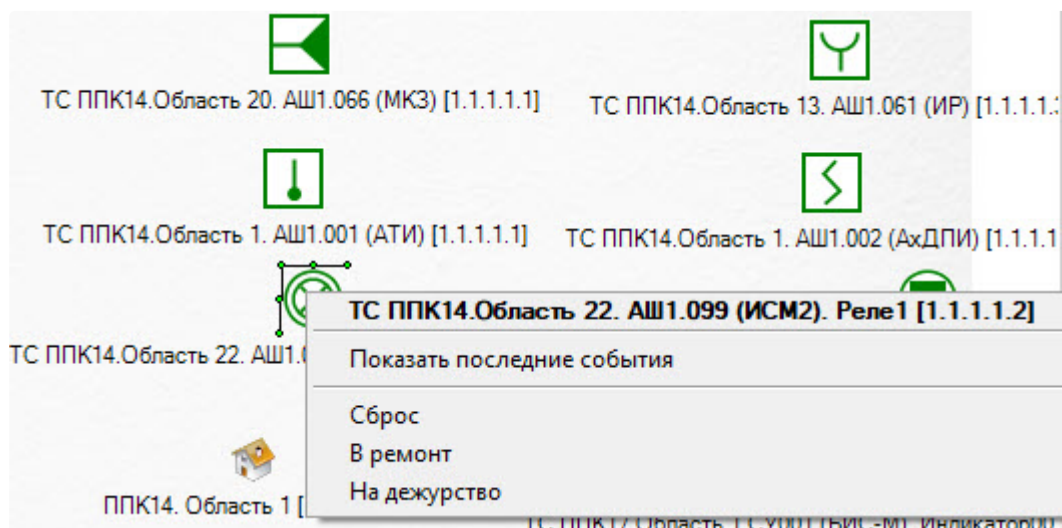 ТС ППК14.Область 20. АШ1.066 (МКЗ) [1.1.1.1.1]
ТС ППК14.Область 13. АШ1.061 (ИР) [1.1.1.1.
ТС ППК14.Область 1. АШ1.001 (АТИ) [1.1.1.1.1]
ТС ППК14.Область 1. АШ1.002 (АхДПИ) [1.1.1.1
ТС ППК14.Область 22. АШ1.099 (ИСМ2). Реле1 [1.1.1.1.2]
ТС ППК14.Область 22. АШ1.
Показать последние события
Сброс
В ремонт
На дежурство
ППК14. Область 1 [